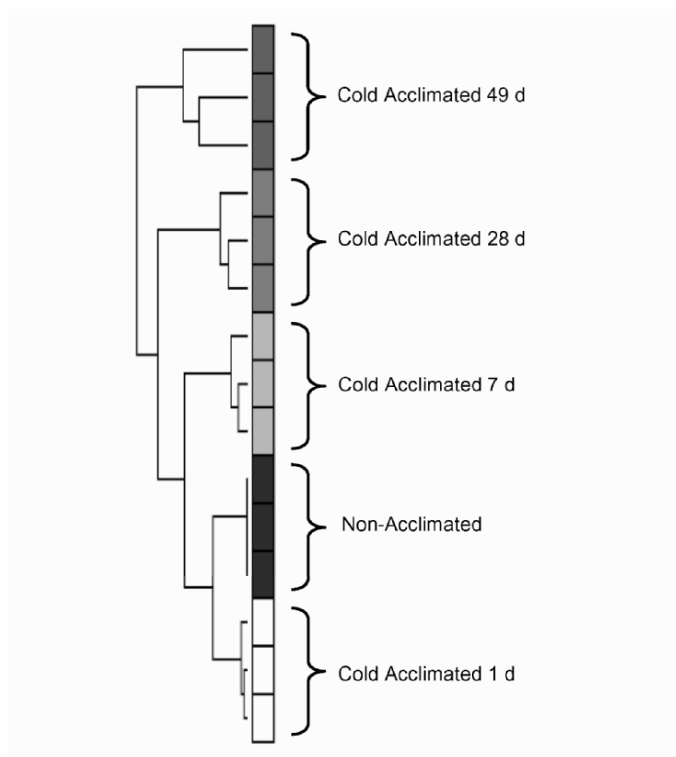 Cold Acclimated 49 d
Cold Acclimated 28 d
Cold Acclimated 7 d
Non-Acclimated
Cold Acclimated 1 d